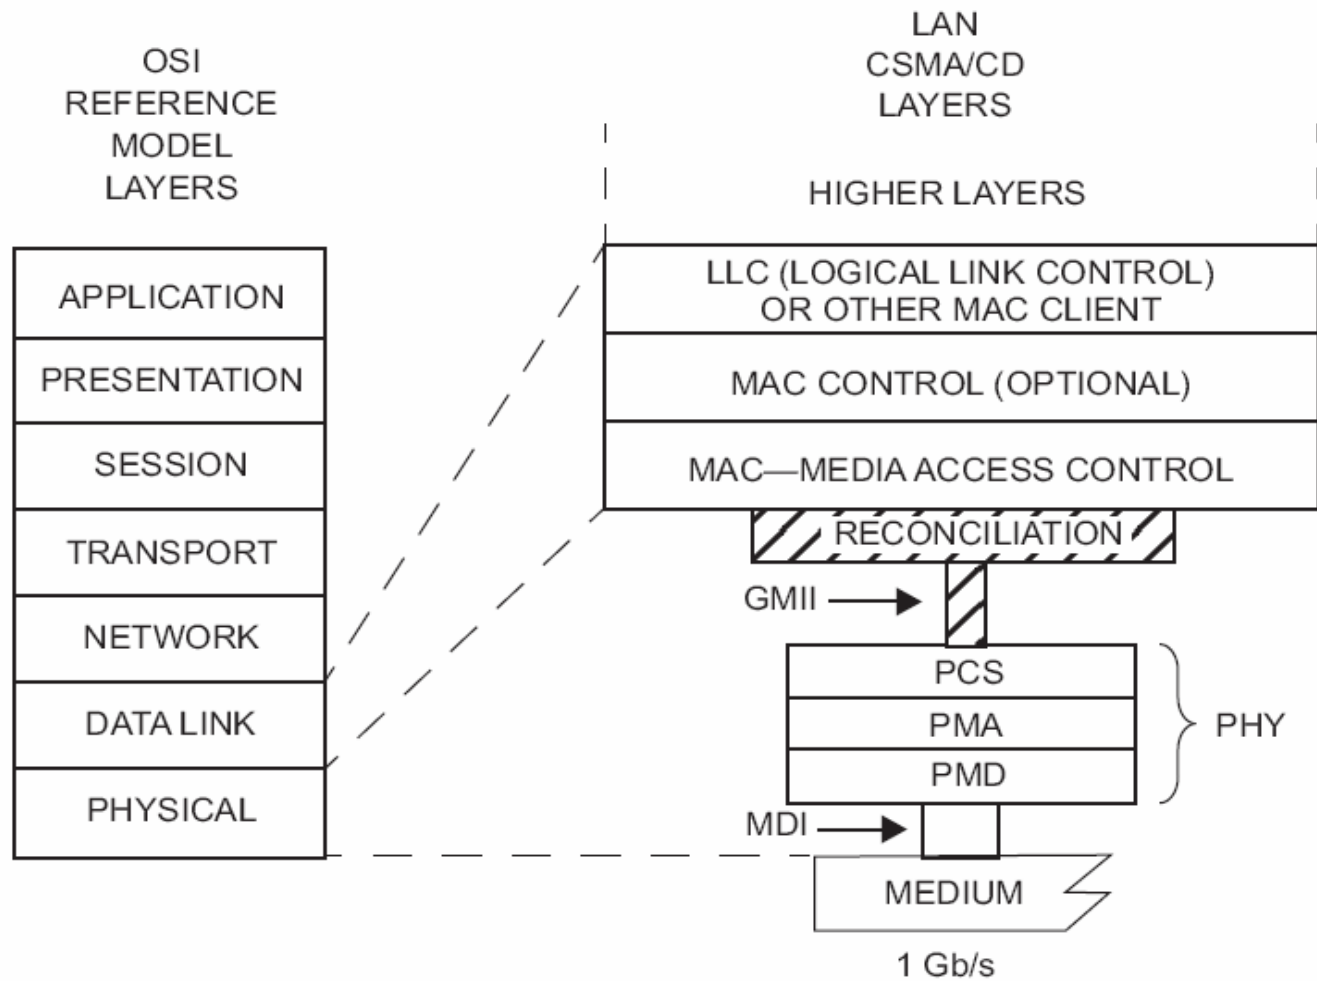 OSI
REFERENCE
MODEL
LAYERS
APPLICATION
PRESENTATION
SESSION
TRANSPORT
NETWORK
DATA LINK
PHYSICAL
LAN
CSMA/CD
LAYERS
HIGHER LAYERS
LLC (LOGICAL LINK CONTROL)
OR OTHER MAC CLIENT
MAC CONTROL (OPTIONAL)
MAC—MEDIA ACCESS CONTROL
RECONCILIATION
GMII
PCS
PMA
PMD
PHY
MDI
MEDIUM
1 Gb/s